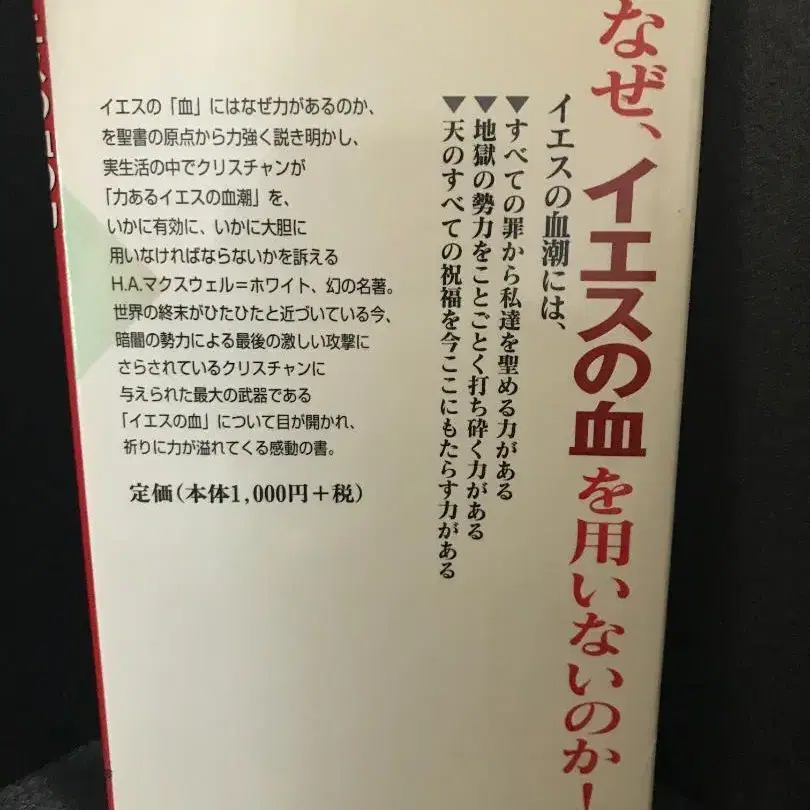 なぜ、イエスの血を用いないのか!
イエスの血潮には、
▼すべての罪から私達を聖める力がある
▼地獄の勢力をことごとく打ち砕く力がある
▼天のすべての祝福を今ここにもたらす力がある
イエスの「血」にはなぜ力があるのか、
を聖書の原点から力強く説き明かし、
実生活の中でクリスチャンが
「力あるイエスの血潮」を、
いかに有効に、いかに大胆に
用いなければならないかを訴える
H.A.マクスウェル=ホワイト、幻の名著。
世界の終末がひたひたと近づいている今、
暗闇の勢力による最後の激しい攻撃に
さらされているクリスチャンに
与えられた最大の武器である
「イエスの血」について目が開かれ、
祈りに力が溢れてくる感動の書。
定価(本体1,000円+税)